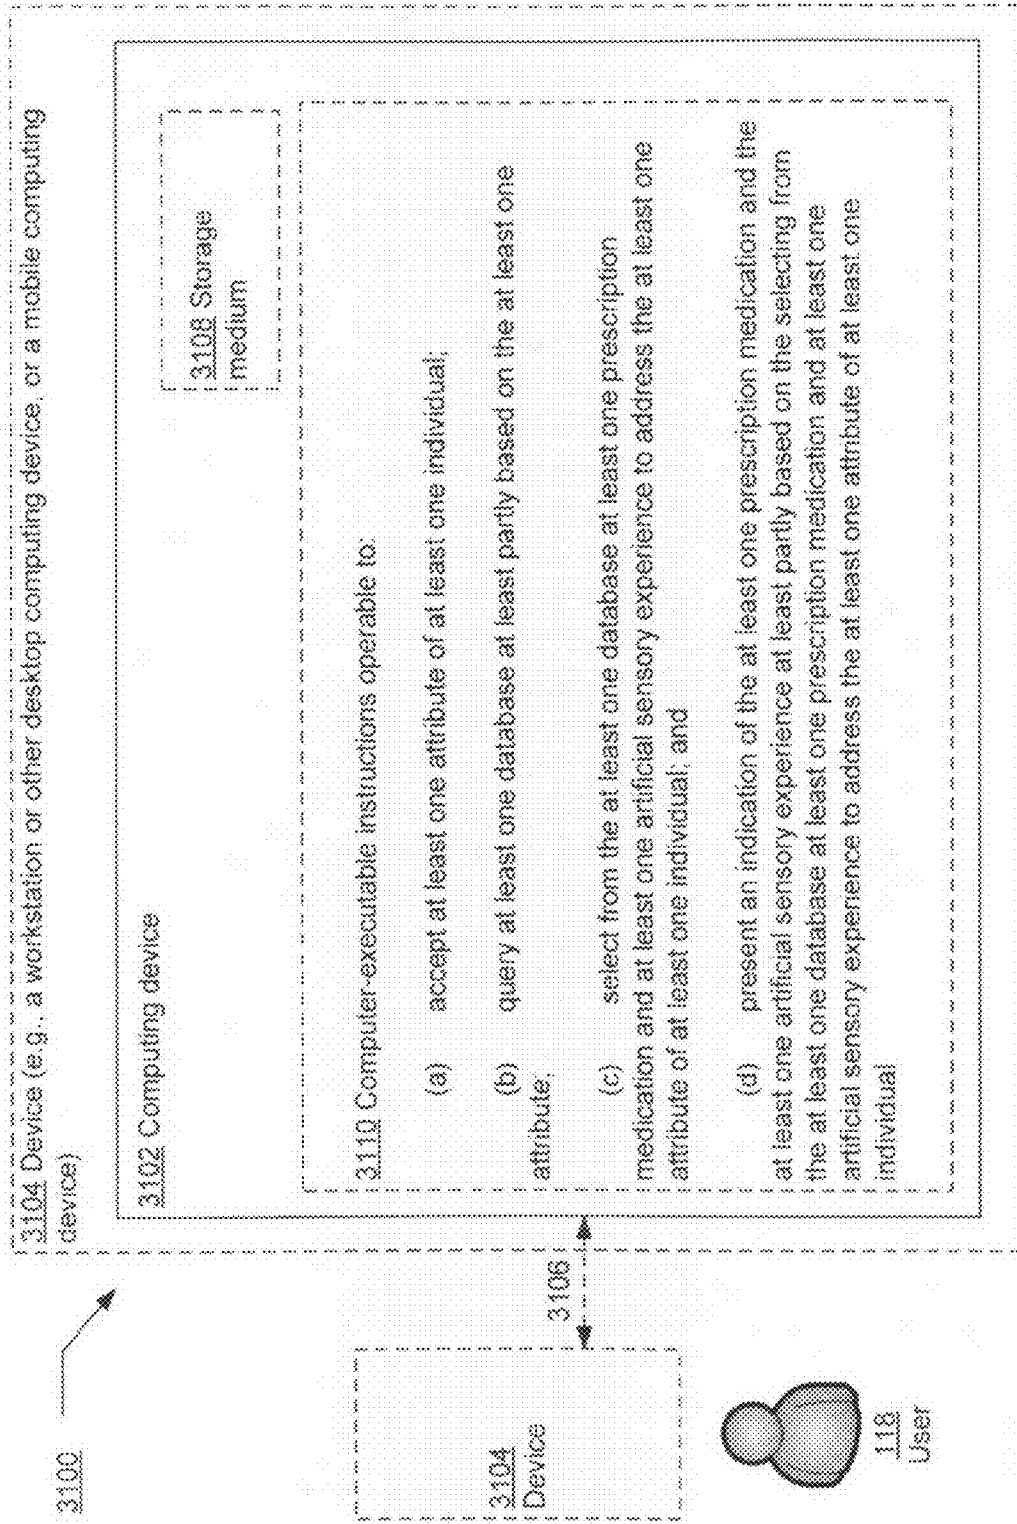 3100
3104 Device (e.g., a workstation or other desktop computing device, or a mobile computing
device)
3102 Computing device
3108 Storage
medium
3110 Computer-executable instructions operable to:
(a) accept at least one attribute of at least one individual;
(b) query at least one database at least partly based on the at least one
attribute;
(c) select from the at least one database at least one prescription
medication and at least one artificial sensory experience to address the at least one
attribute of at least one individual; and
(d) present an indication of the at least one prescription medication and the
at least one artificial sensory experience at least partly based on the selecting from
the at least one database at least one prescription medication and at least one
artificial sensory experience to address the at least one attribute of at least one
individual
3106
3104
Device
118
User